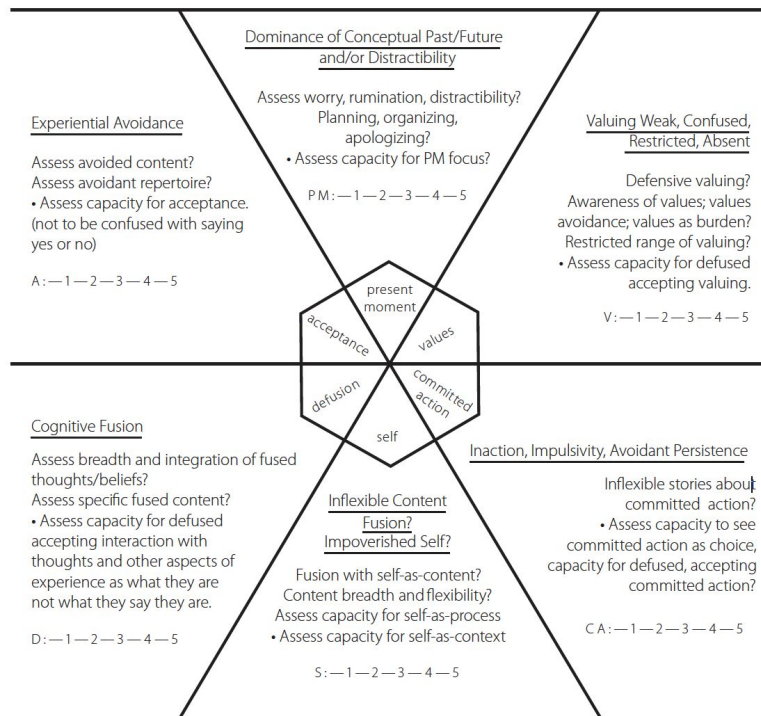 Dominance of Conceptual Past/Future
and/or Distractibility
Assess worry, rumination, distractibility?
Planning, organizing,
apologizing?
• Assess capacity for PM focus?
PM: — 1 — 2 — 3 — 4 — 5
Experiential Avoidance
Assess avoided content?
Assess avoidant repertoire?
• Assess capacity for acceptance.
(not to be confused with saying
yes or no)
A: — 1 — 2 — 3 — 4 — 5
Valuing Weak, Confused,
Restricted, Absent
Defensive valuing?
Awareness of values; values
avoidance; values as burden?
Restricted range of valuing?
• Assess capacity for defused
accepting valuing.
V: — 1 — 2 — 3 — 4 — 5
present
moment
acceptance
values
defusion
committed
action
self
Cognitive Fusion
Assess breadth and integration of fused
thoughts/beliefs?
Assess specific fused content?
• Assess capacity for defused
accepting interaction with
thoughts and other aspects of
experience as what they are
not what they say they are.
D: — 1 — 2 — 3 — 4 — 5
Inflexible Content
Fusion?
Impoverished Self?
Fusion with self-as-content?
Content breadth and flexibility?
Assess capacity for self-as-process
• Assess capacity for self-as-context
S: — 1 — 2 — 3 — 4 — 5
Inaction, Impulsivity, Avoidant Persistence
Inflexible stories about
committed action?
• Assess capacity to see
committed action as choice,
capacity for defused, accepting
committed action?
CA: — 1 — 2 — 3 — 4 — 5